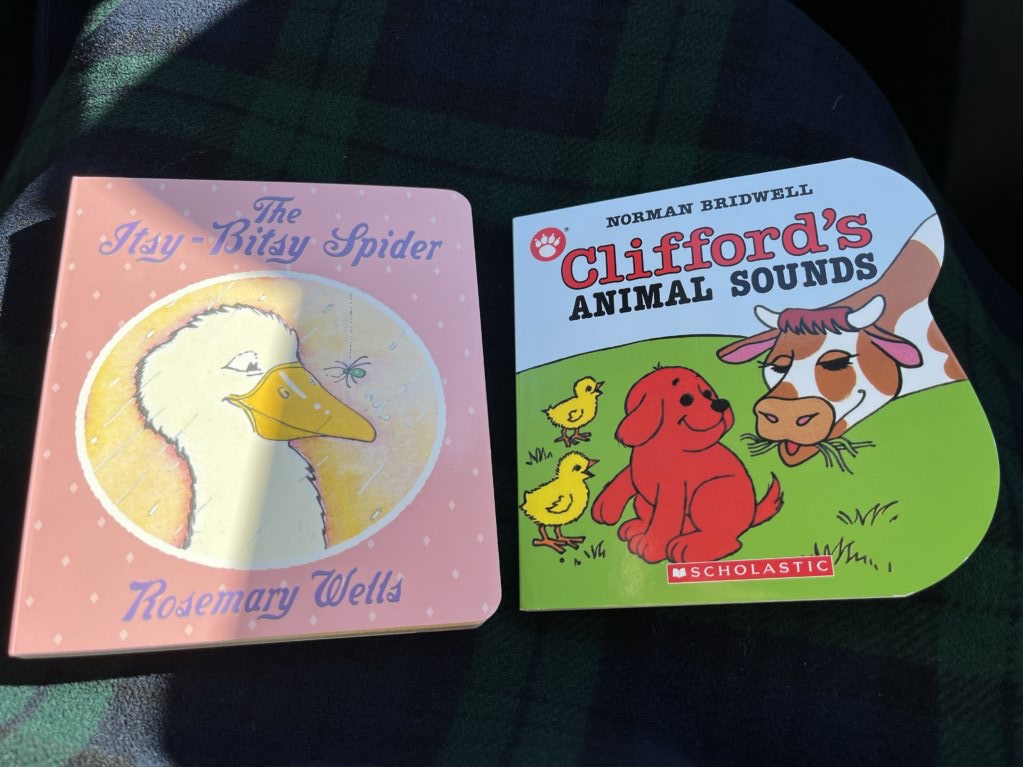 The
Itsy-Bitsy Spider
Rosemary Wells
NORMAN BRIDWELL
Clifford's
ANIMAL SOUNDS
SCHOLASTIC